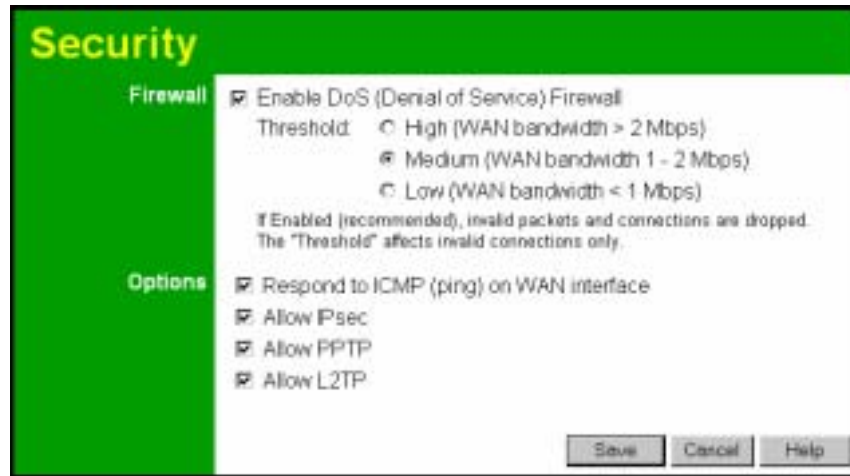 Security
Firewall
Enable DoS (Denial of Service) Firewall
Threshold: High (WAN bandwidth > 2 Mbps)
Medium (WAN bandwidth 1 - 2 Mbps)
Low (WAN bandwidth < 1 Mbps)
If Enabled (recommended), invalid packets and connections are dropped.
The "Threshold" affects invalid connections only.
Options
Respond to ICMP (ping) on WAN interface
Allow IPsec
Allow PPTP
Allow L2TP
Save Cancel Help